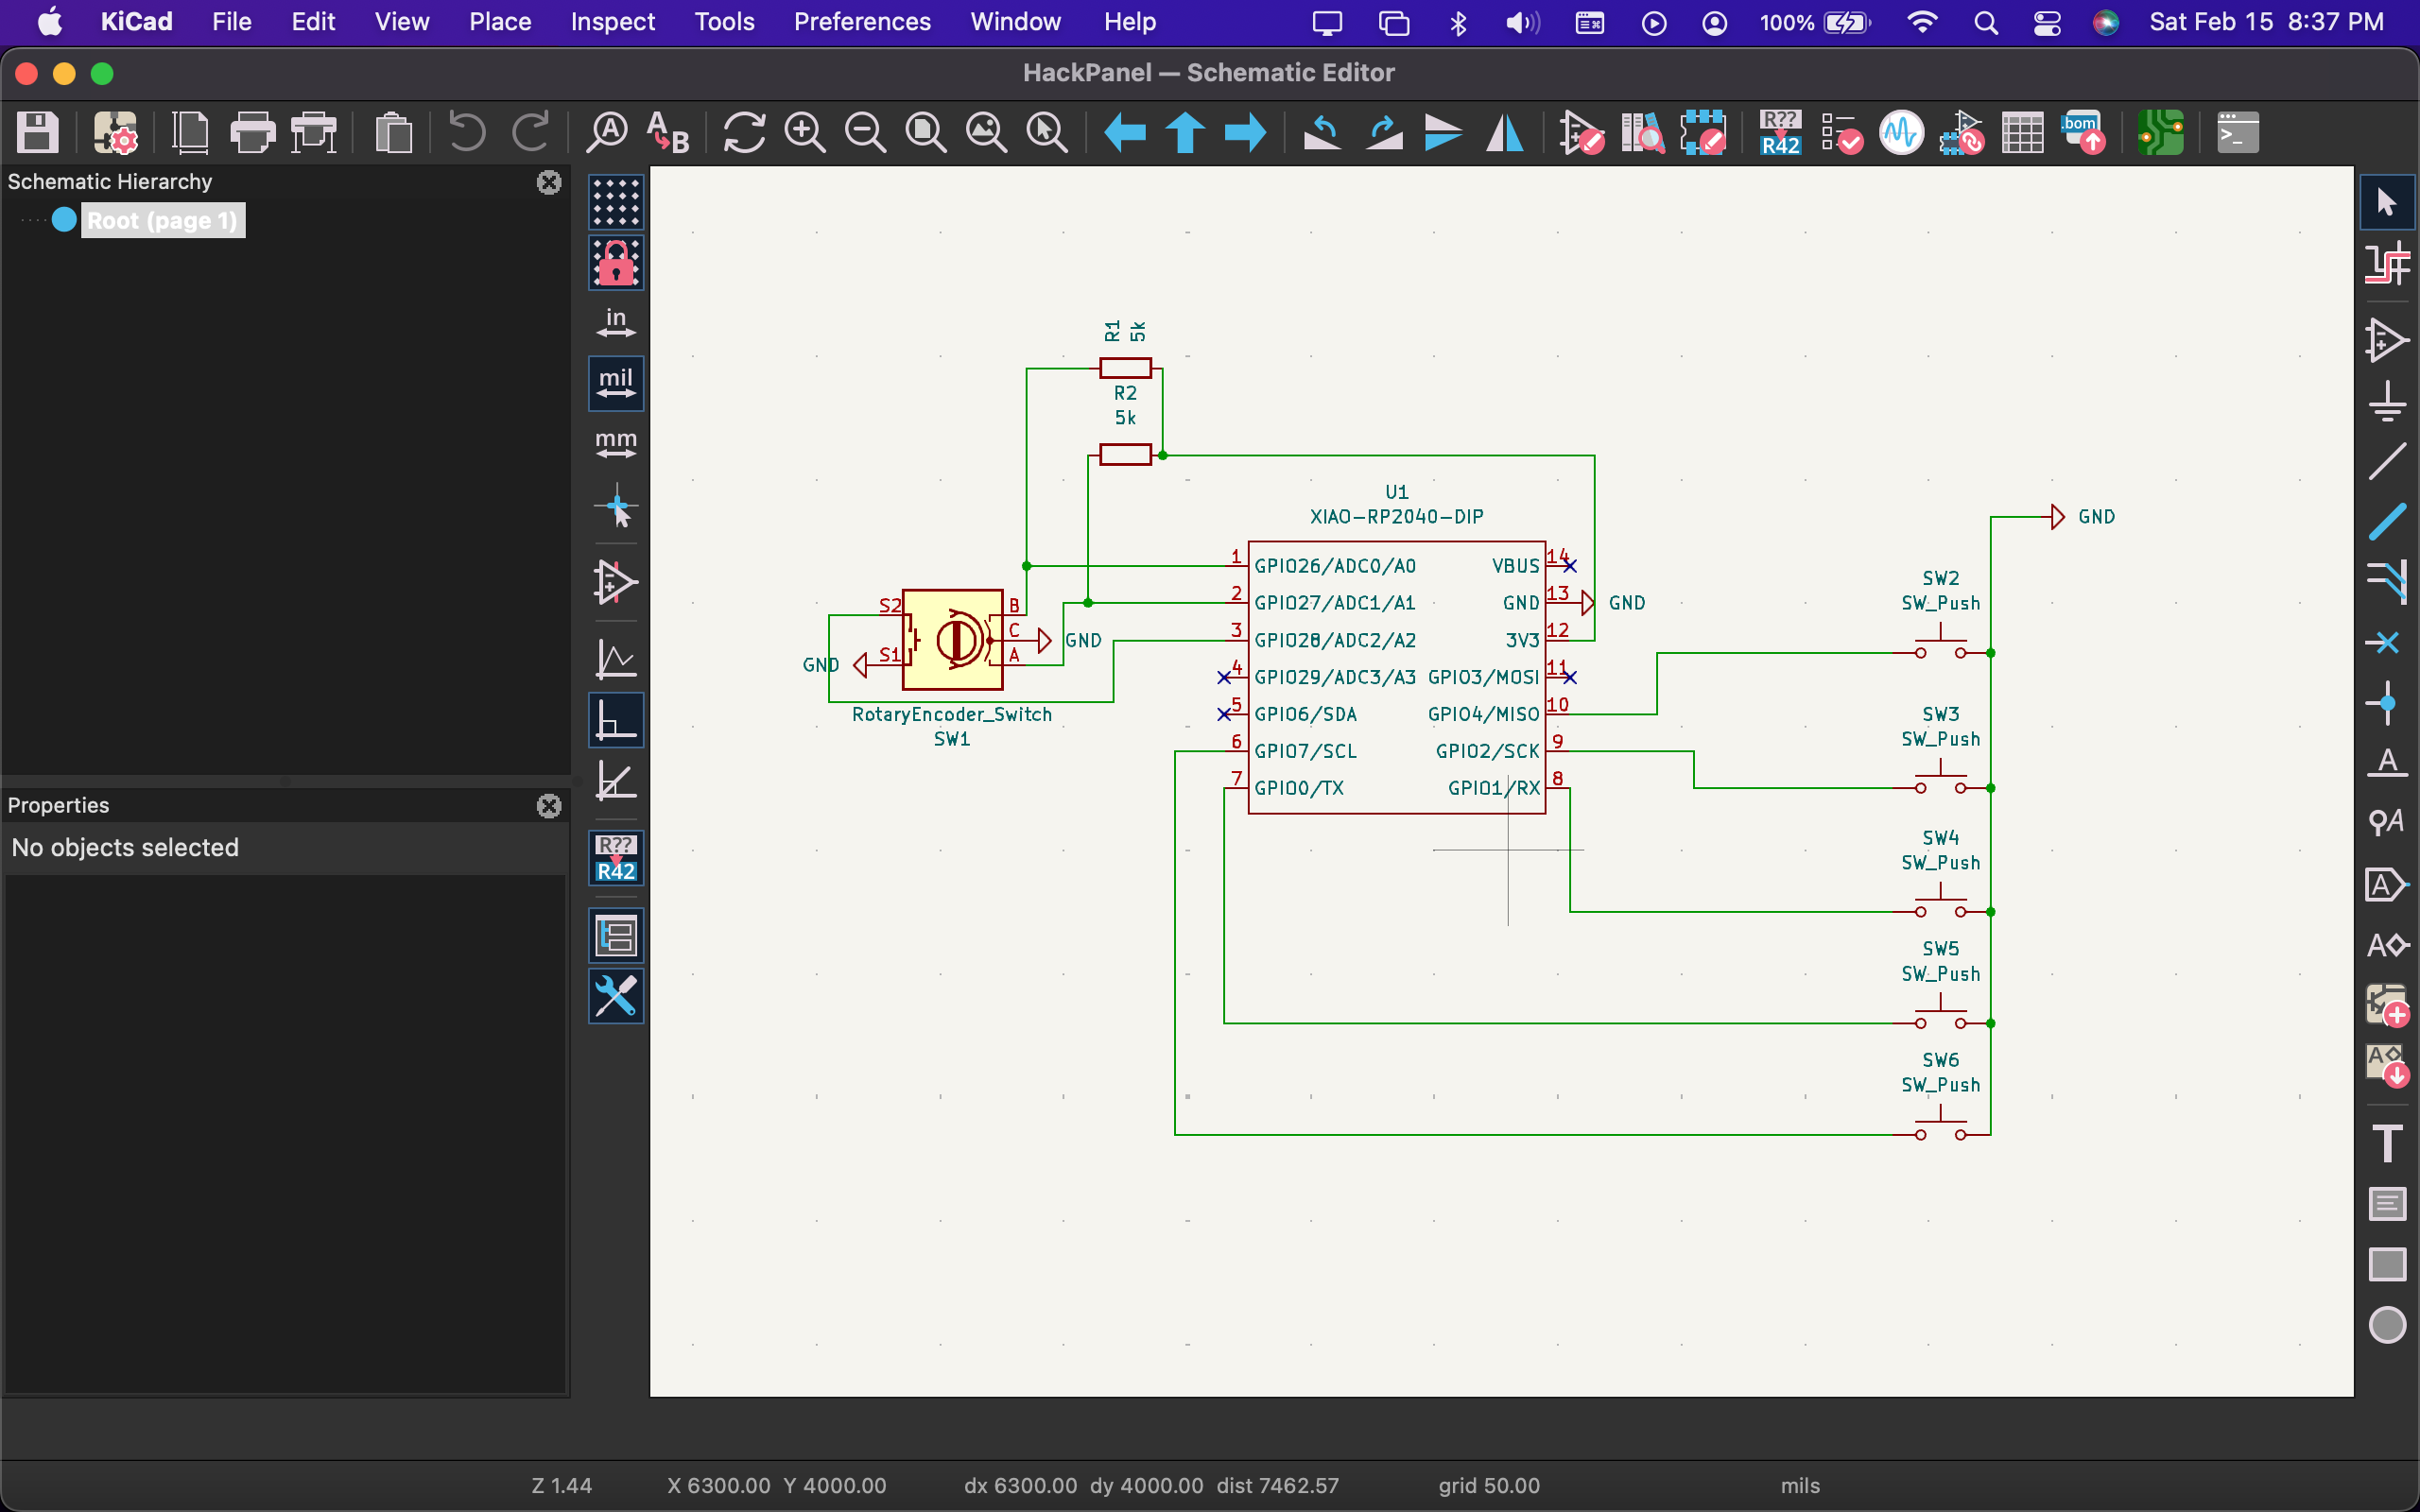 KiCad File Edit View Place Inspect Tools Preferences Window Help 100% Sat Feb 15 8:37 PM
HackPanel — Schematic Editor
A
A B
R??
R42
.bom
>_
Schematic Hierarchy
Root (page 1)
in
mil
mm
R??
R42
Properties
No objects selected
R1
5k
R2
5k
U1
XIAO-RP2040-DIP
1 GPIO26/ADC0/A0
2 GPIO27/ADC1/A1
3 GPIO28/ADC2/A2
4 GPIO29/ADC3/A3
5 GPIO6/SDA
6 GPIO7/SCL
7 GPIO0/TX
VBUS 14
GND 13 GND
3V3 12
GPIO3/MOSI 11
GPIO4/MISO 10
GPIO2/SCK 9
GPIO1/RX 8
S2 B
C GND
GND S1 A
RotaryEncoder_Switch
SW1
GND
SW2
SW_Push
SW3
SW_Push
SW4
SW_Push
SW5
SW_Push
SW6
SW_Push
A
A
A
A
A
T
Z 1.44 X 6300.00 Y 4000.00 dx 6300.00 dy 4000.00 dist 7462.57 grid 50.00 mils